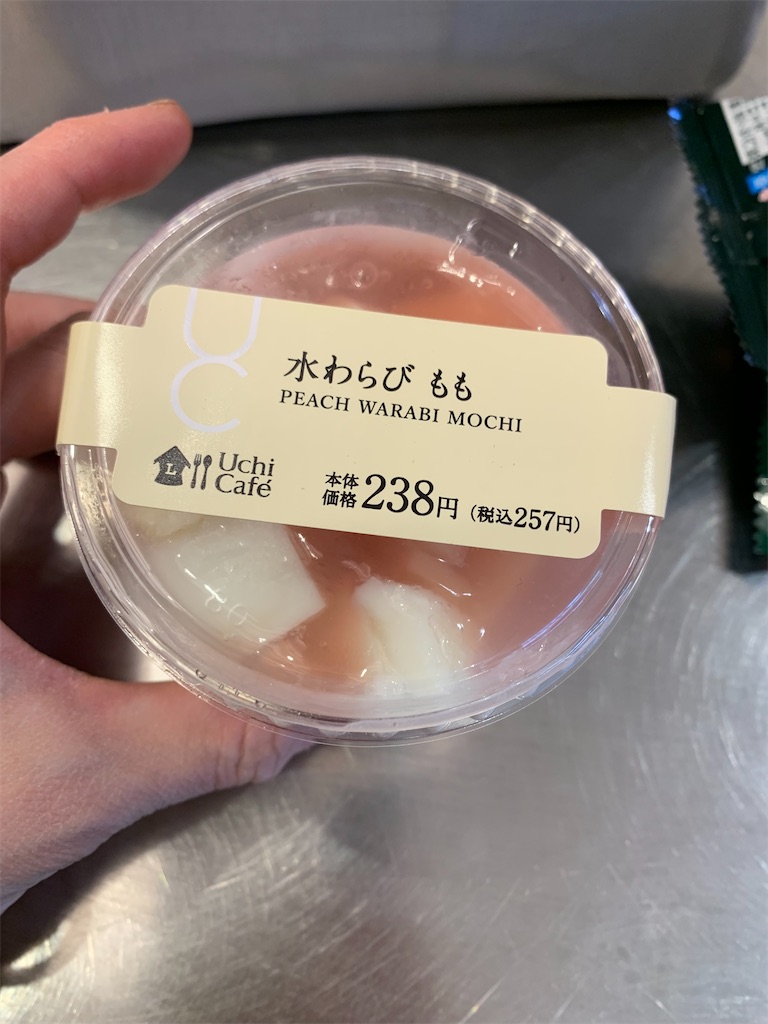 UC
水わらび もも
PEACH WARABI MOCHI
L Uchi Café
本体価格238円（税込257円）